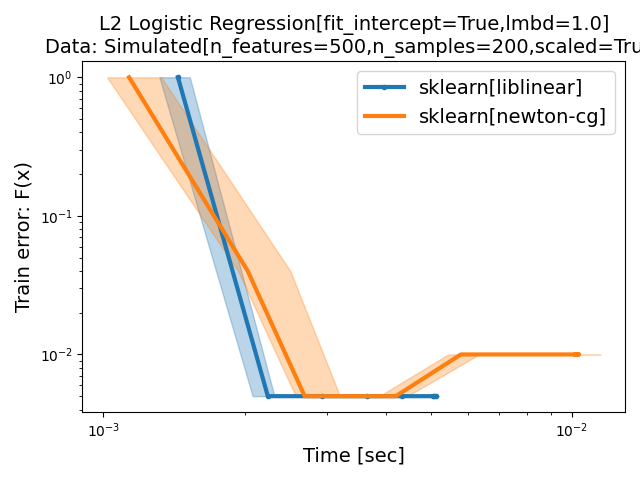 L2 Logistic Regression[fit_intercept=True,lmbd=1.0]
Data: Simulated[n_features=500,n_samples=200,scaled=Tru
sklearn[liblinear]
sklearn[newton-cg]
Train error: F(x)
10⁰
10⁻¹
10⁻²
10⁻³
10⁻²
Time [sec]